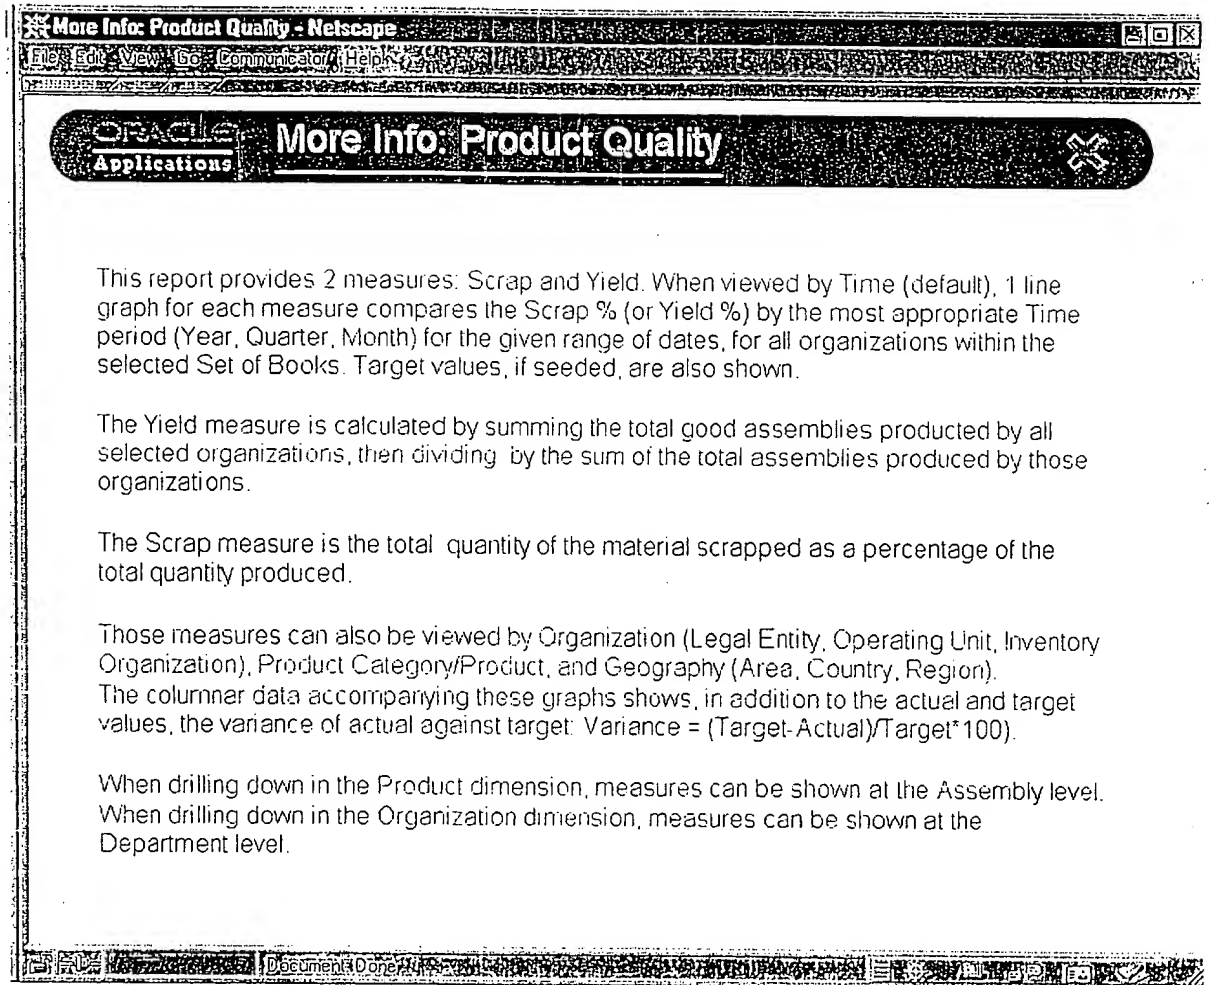 More Info: Product Quality - Netscape
File Edit View Go Communicator Help
ORACLE
Applications
More Info: Product Quality
This report provides 2 measures: Scrap and Yield. When viewed by Time (default), 1 line
graph for each measure compares the Scrap % (or Yield %) by the most appropriate Time
period (Year, Quarter, Month) for the given range of dates, for all organizations within the
selected Set of Books. Target values, if seeded, are also shown.
The Yield measure is calculated by summing the total good assemblies producted by all
selected organizations, then dividing by the sum of the total assemblies produced by those
organizations.
The Scrap measure is the total quantity of the material scrapped as a percentage of the
total quantity produced.
Those measures can also be viewed by Organization (Legal Entity, Operating Unit, Inventory
Organization), Product Category/Product, and Geography (Area, Country, Region).
The columnar data accompanying these graphs shows, in addition to the actual and target
values, the variance of actual against target: Variance = (Target-Actual)/Target*100).
When drilling down in the Product dimension, measures can be shown at the Assembly level.
When drilling down in the Organization dimension, measures can be shown at the
Department level.
Document: Done